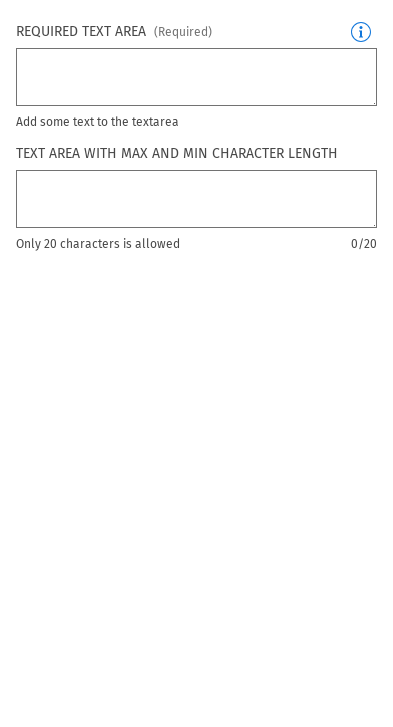 REQUIRED TEXT AREA (Required)
Add some text to the textarea
TEXT AREA WITH MAX AND MIN CHARACTER LENGTH
Only 20 characters is allowed 0/20